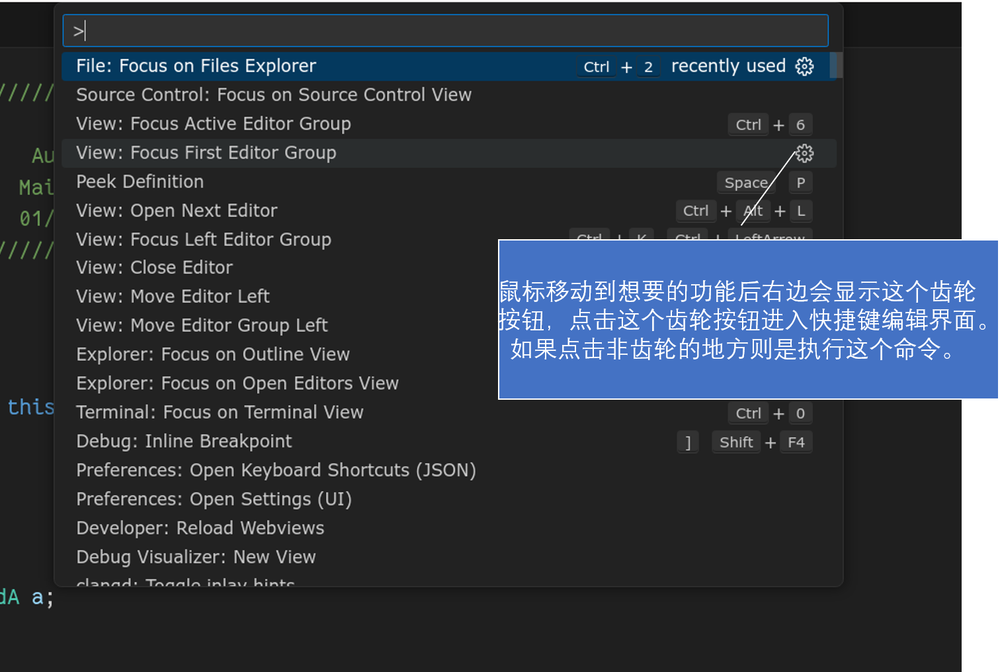 >
File: Focus on Files Explorer Ctrl + 2 recently used
/////
Source Control: Focus on Source Control View
View: Focus Active Editor Group Ctrl + 6
Au
View: Focus First Editor Group
Mai
Peek Definition Space P
01/
View: Open Next Editor Ctrl + Alt + L
/////
View: Focus Left Editor Group Ctrl + K Ctrl + LeftArrow
View: Close Editor
鼠标移动到想要的功能后右边会显示这个齿轮
按钮，点击这个齿轮按钮进入快捷键编辑界面。
如果点击非齿轮的地方则是执行这个命令。
View: Move Editor Left
View: Move Editor Group Left
Explorer: Focus on Outline View
Explorer: Focus on Open Editors View
this
Terminal: Focus on Terminal View Ctrl + 0
Debug: Inline Breakpoint ] Shift + F4
Preferences: Open Keyboard Shortcuts (JSON)
Preferences: Open Settings (UI)
Developer: Reload Webviews
Debug Visualizer: New View
clangd: Toggle inlay hints
dA a;